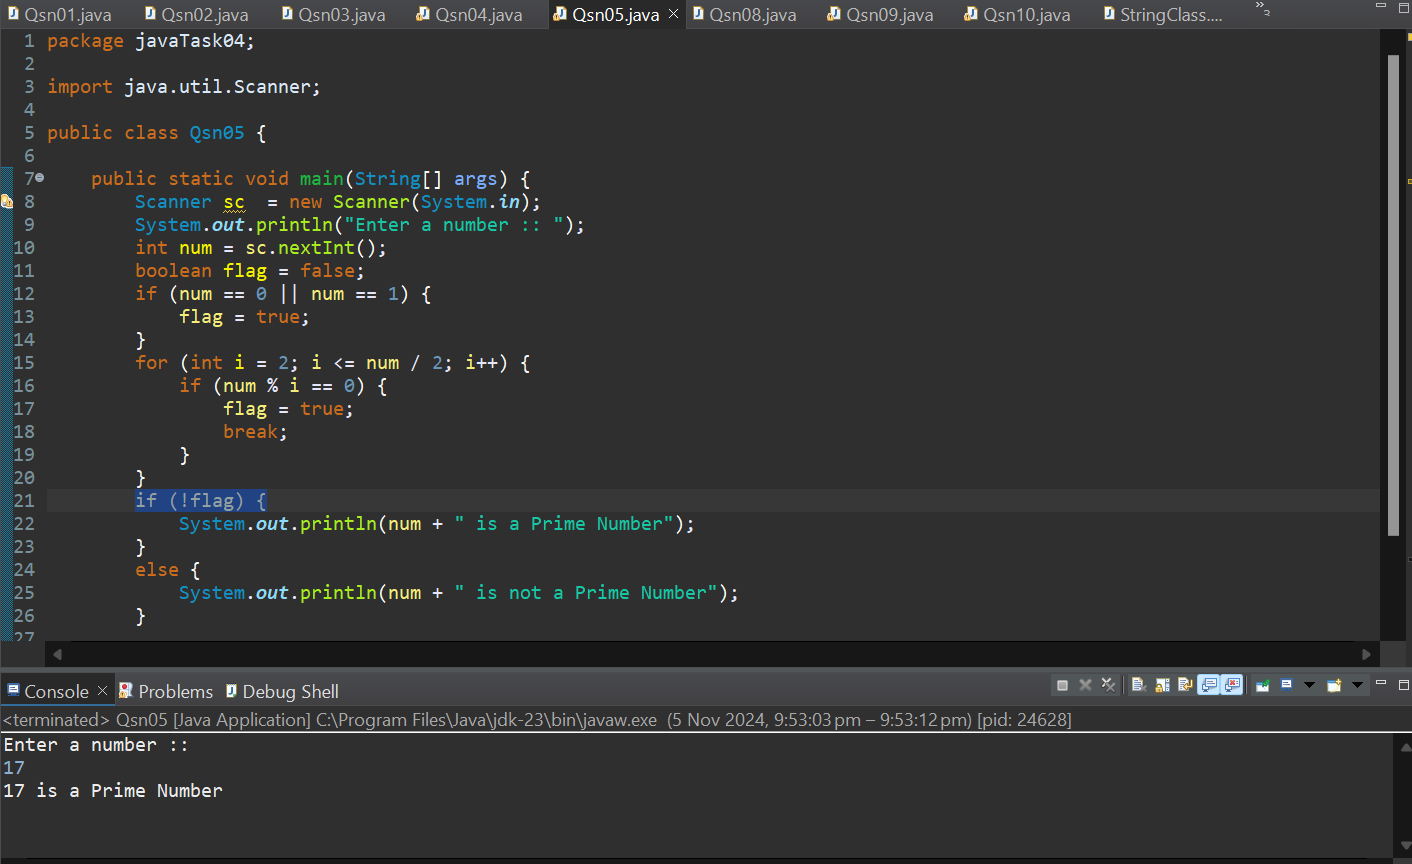 Qsn01.java Qsn02.java Qsn03.java Qsn04.java Qsn05.java Qsn08.java Qsn09.java Qsn10.java StringClass.... »2
1 package javaTask04;
2
3 import java.util.Scanner;
4
5 public class Qsn05 {
6
7 public static void main(String[] args) {
8 Scanner sc  = new Scanner(System.in);
9 System.out.println("Enter a number :: ");
10 int num = sc.nextInt();
11 boolean flag = false;
12 if (num == 0 || num == 1) {
13 flag = true;
14 }
15 for (int i = 2; i <= num / 2; i++) {
16 if (num % i == 0) {
17 flag = true;
18 break;
19 }
20 }
21 if (!flag) {
22 System.out.println(num + " is a Prime Number");
23 }
24 else {
25 System.out.println(num + " is not a Prime Number");
26 }
27
Console Problems Debug Shell
<terminated> Qsn05 [Java Application] C:\Program Files\Java\jdk-23\bin\javaw.exe (5 Nov 2024, 9:53:03 pm – 9:53:12 pm) [pid: 24628]
Enter a number ::
17
17 is a Prime Number